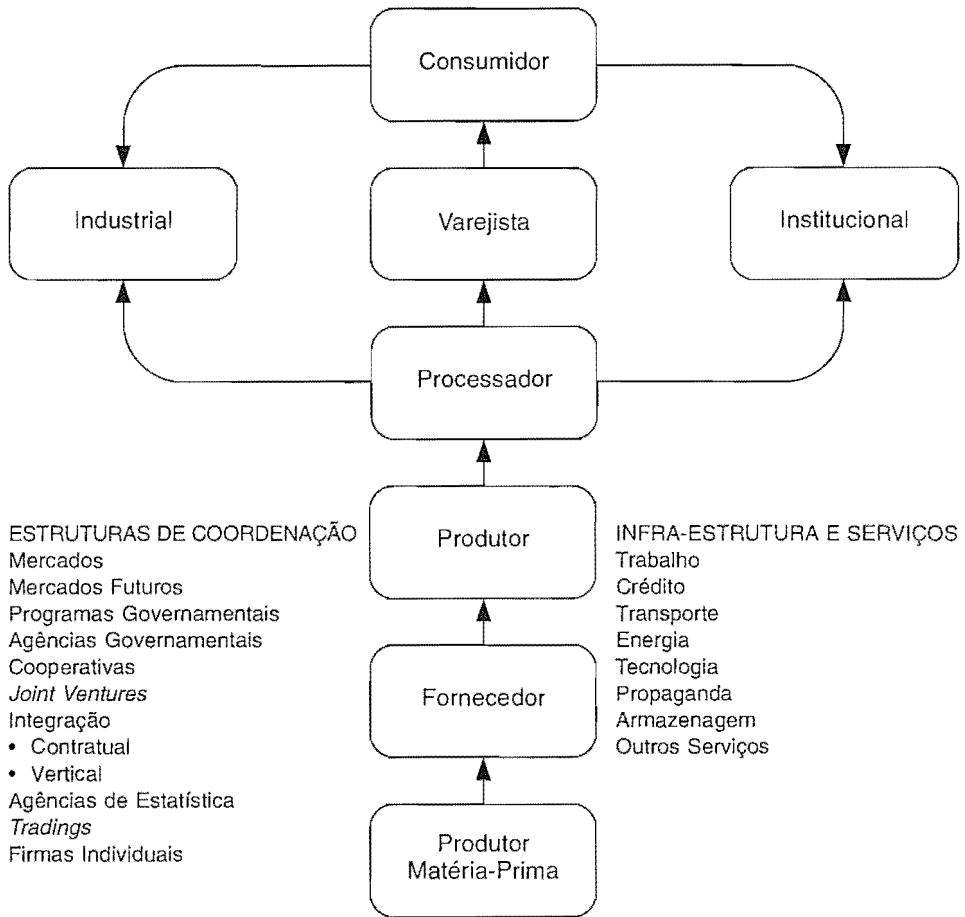 Consumidor
Industrial
Varejista
Institucional
Processador
Produtor
Fornecedor
Produtor
Matéria-Prima
ESTRUTURAS DE COORDENAÇÃO
Mercados
Mercados Futuros
Programas Governamentais
Agências Governamentais
Cooperativas
Joint Ventures
Integração
• Contratual
• Vertical
Agências de Estatística
Tradings
Firmas Individuais
INFRA-ESTRUTURA E SERVIÇOS
Trabalho
Crédito
Transporte
Energia
Tecnologia
Propaganda
Armazenagem
Outros Serviços